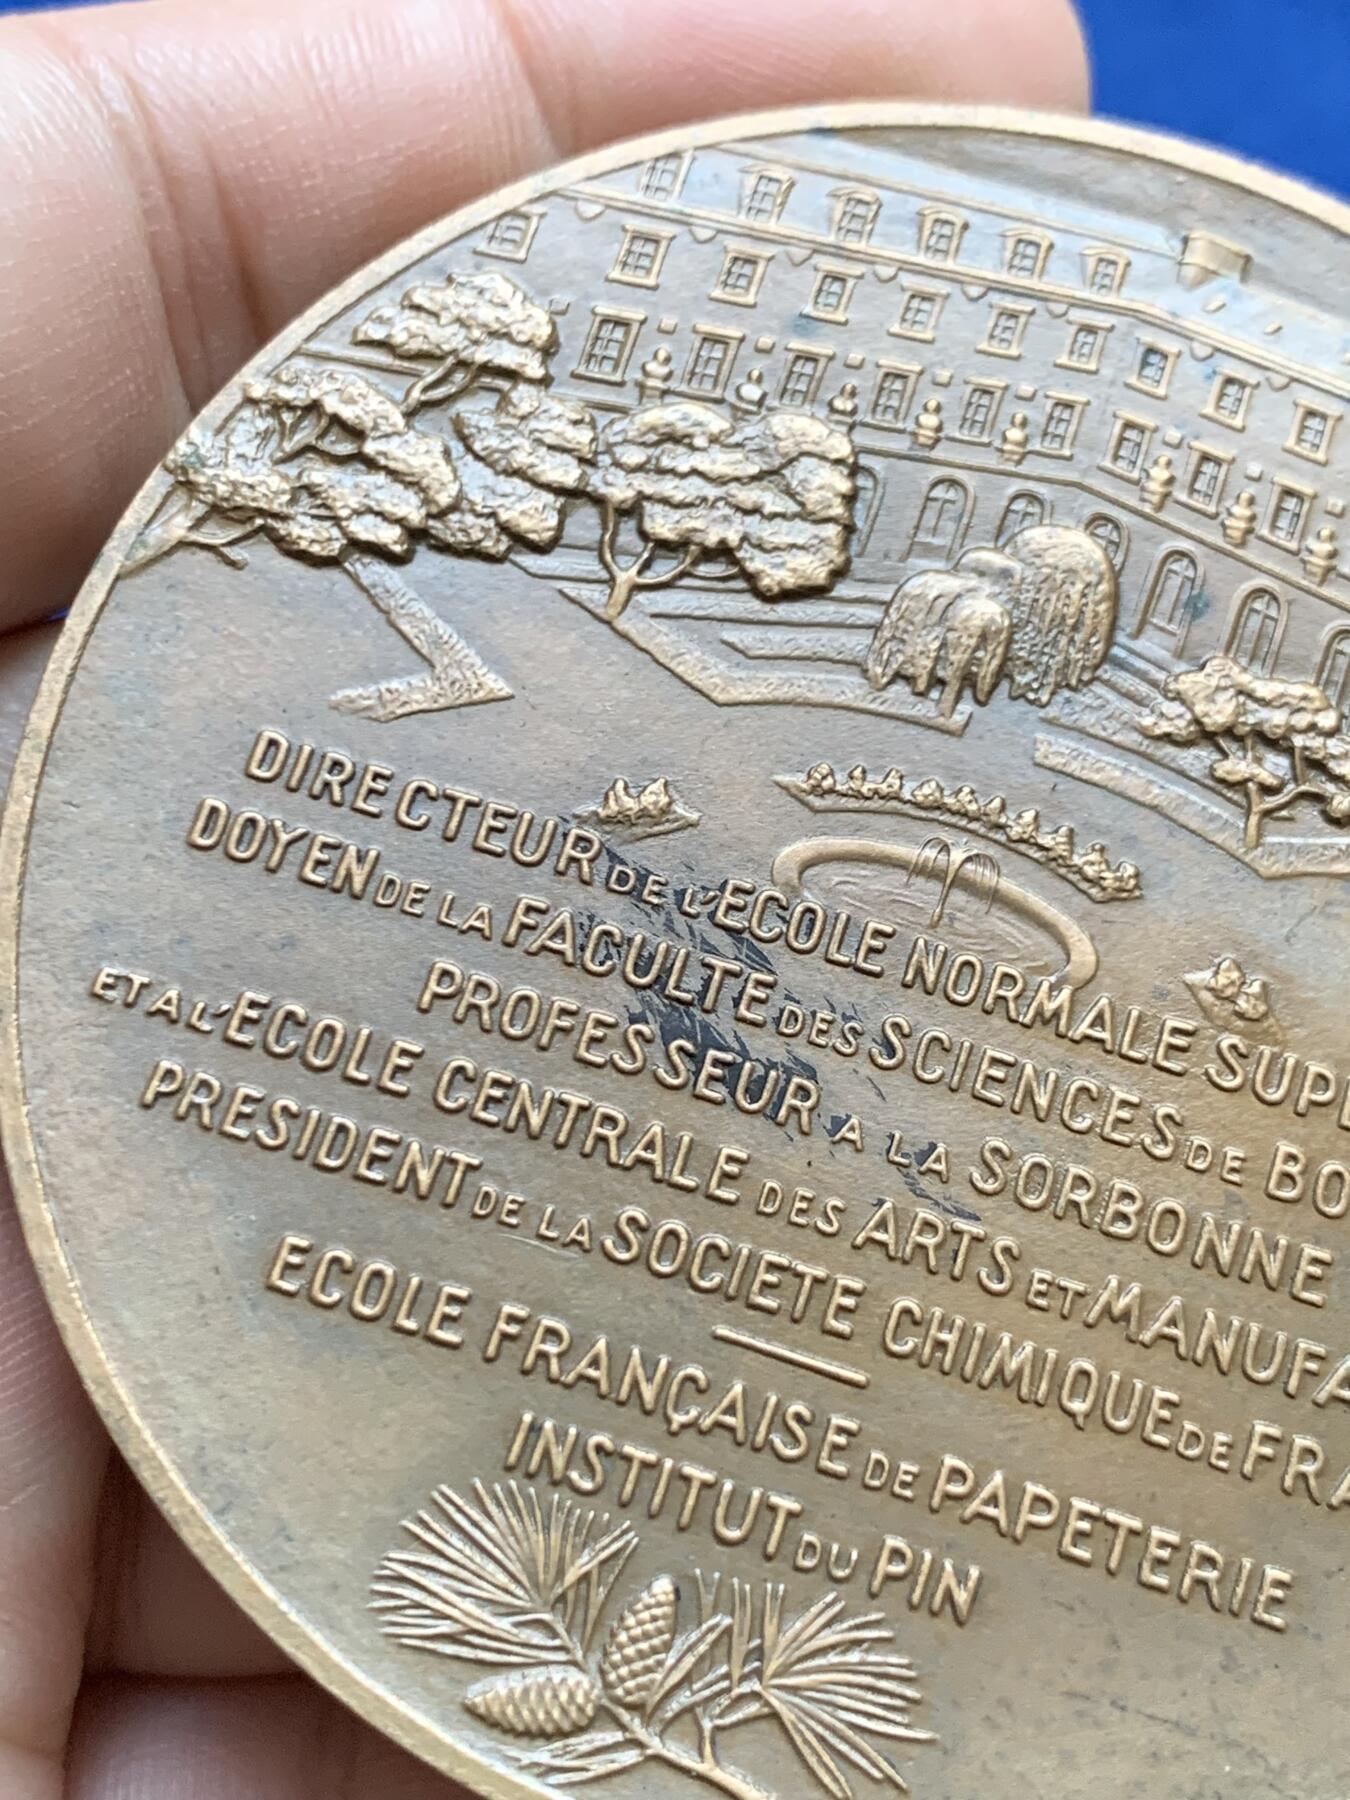 DIRECTEUR DE L'ECOLE NORMALE SUPE
DOYEN DE LA FACULTE DES SCIENCES DE BO
PROFESSEUR A LA SORBONNE
ET A L'ECOLE CENTRALE DES ARTS ET MANUFA
PRESIDENT DE LA SOCIETE CHIMIQUE DE FRA
ECOLE FRANÇAISE DE PAPETERIE
INSTITUT DU PIN